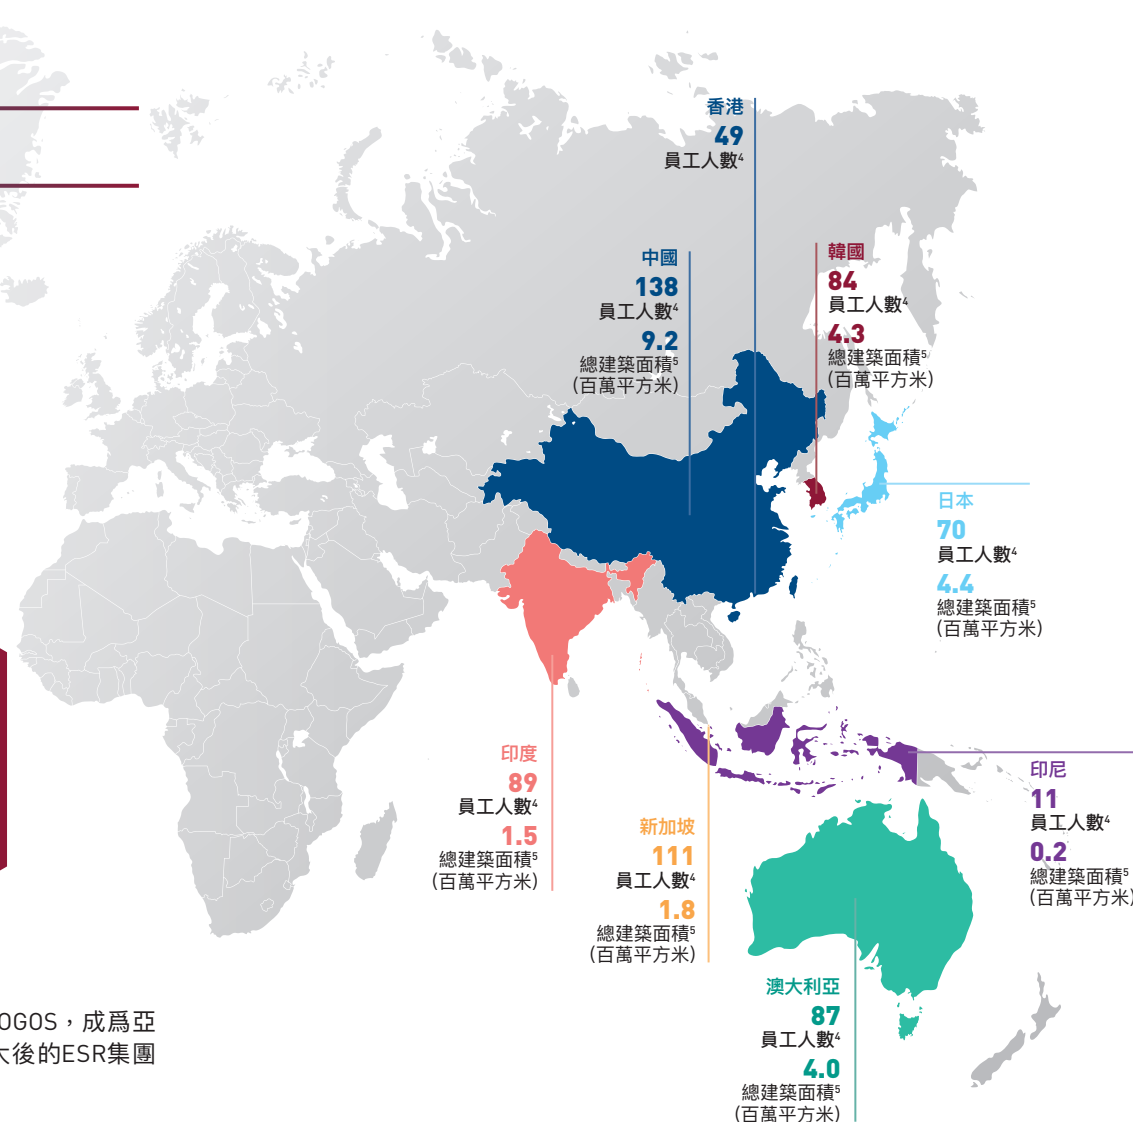 香港
49
員工人數4
中國
138
員工人數4
9.2
總建築面積5
(百萬平方米)
韓國
84
員工人數4
4.3
總建築面積5
(百萬平方米)
日本
70
員工人數4
4.4
總建築面積5
(百萬平方米)
印度
89
員工人數4
1.5
總建築面積5
(百萬平方米)
新加坡
111
員工人數4
1.8
總建築面積5
(百萬平方米)
印尼
11
員工人數4
0.2
總建築面積5
(百萬平方米)
澳大利亞
87
員工人數4
4.0
總建築面積5
(百萬平方米)
OGOS，成爲亞
大後的ESR集團